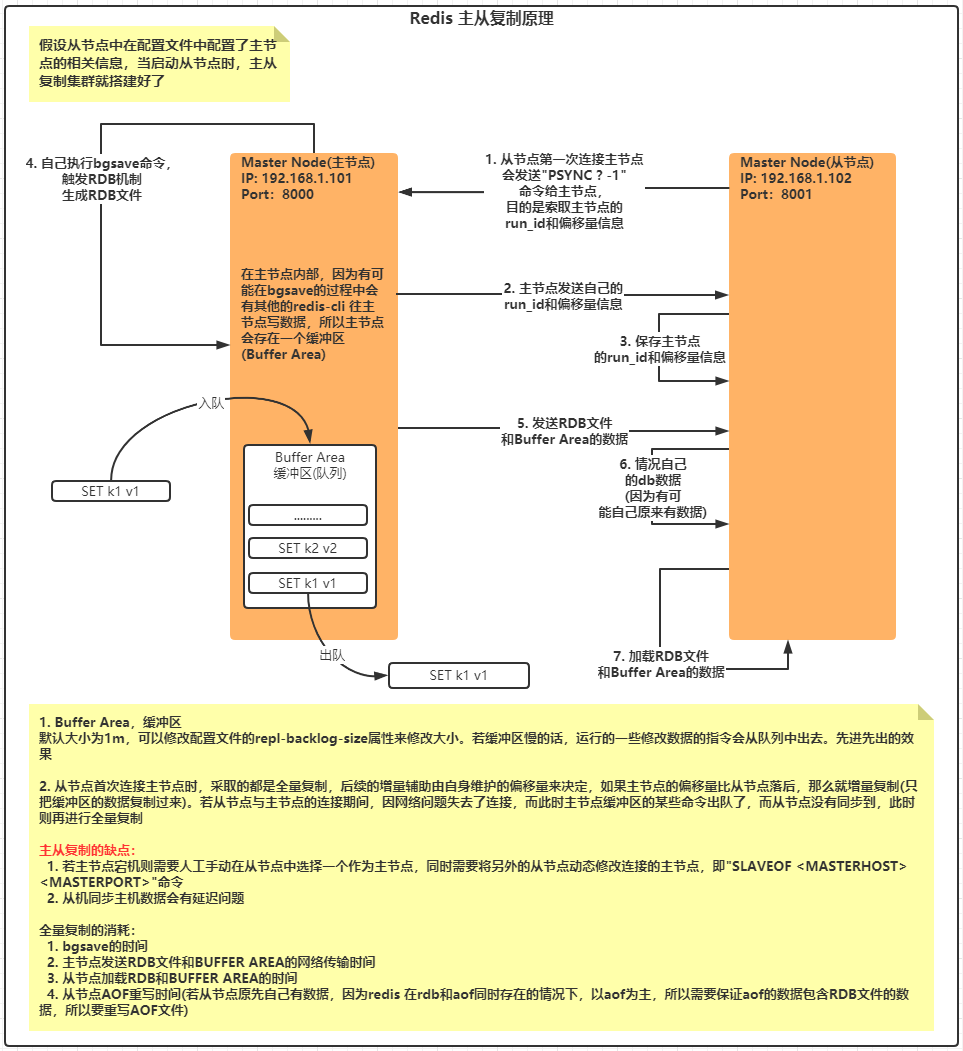 Redis 主从复制原理
假设从节点中在配置文件中配置了主节
点的相关信息，当启动从节点时，主从
复制集群就搭建好了
4. 自己执行bgsave命令，
触发RDB机制
生成RDB文件
Master Node(主节点)
IP: 192.168.1.101
Port：8000
1. 从节点第一次连接主节点
会发送"PSYNC ? -1"
命令给主节点，
目的是索取主节点的
run_id和偏移量信息
Master Node(从节点)
IP: 192.168.1.102
Port：8001
在主节点内部，因为有可
能在bgsave的过程中会
有其他的redis-cli 往主
节点写数据，所以主节点
会存在一个缓冲区
(Buffer Area)
2. 主节点发送自己的
run_id和偏移量信息
3. 保存主节点
的run_id和偏移量信息
入队
5. 发送RDB文件
和Buffer Area的数据
Buffer Area
缓冲区(队列)
SET k1 v1
.........
SET k2 v2
SET k1 v1
6. 情况自己
的db数据
(因为有可
能自己原来有数据)
出队
SET k1 v1
7. 加载RDB文件
和Buffer Area的数据
1. Buffer Area，缓冲区
默认大小为1m，可以修改配置文件的repl-backlog-size属性来修改大小。若缓冲区慢的话，运行的一些修改数据的指令会从队列中出去。先进先出的效
果
2. 从节点首次连接主节点时，采取的都是全量复制，后续的增量辅助由自身维护的偏移量来决定，如果主节点的偏移量比从节点落后，那么就增量复制(只
把缓冲区的数据复制过来)。若从节点与主节点的连接期间，因网络问题失去了连接，而此时主节点缓冲区的某些命令出队了，而从节点没有同步到，此时
则再进行全量复制
主从复制的缺点：
1. 若主节点宕机则需要人工手动在从节点中选择一个作为主节点，同时需要将另外的从节点动态修改连接的主节点，即"SLAVEOF <MASTERHOST>
<MASTERPORT>"命令
2. 从机同步主机数据会有延迟问题
全量复制的消耗：
1. bgsave的时间
2. 主节点发送RDB文件和BUFFER AREA的网络传输时间
3. 从节点加载RDB和BUFFER AREA的时间
4. 从节点AOF重写时间(若从节点原先自己有数据，因为redis 在rdb和aof同时存在的情况下，以aof为主，所以需要保证aof的数据包含RDB文件的数
据，所以要重写AOF文件)